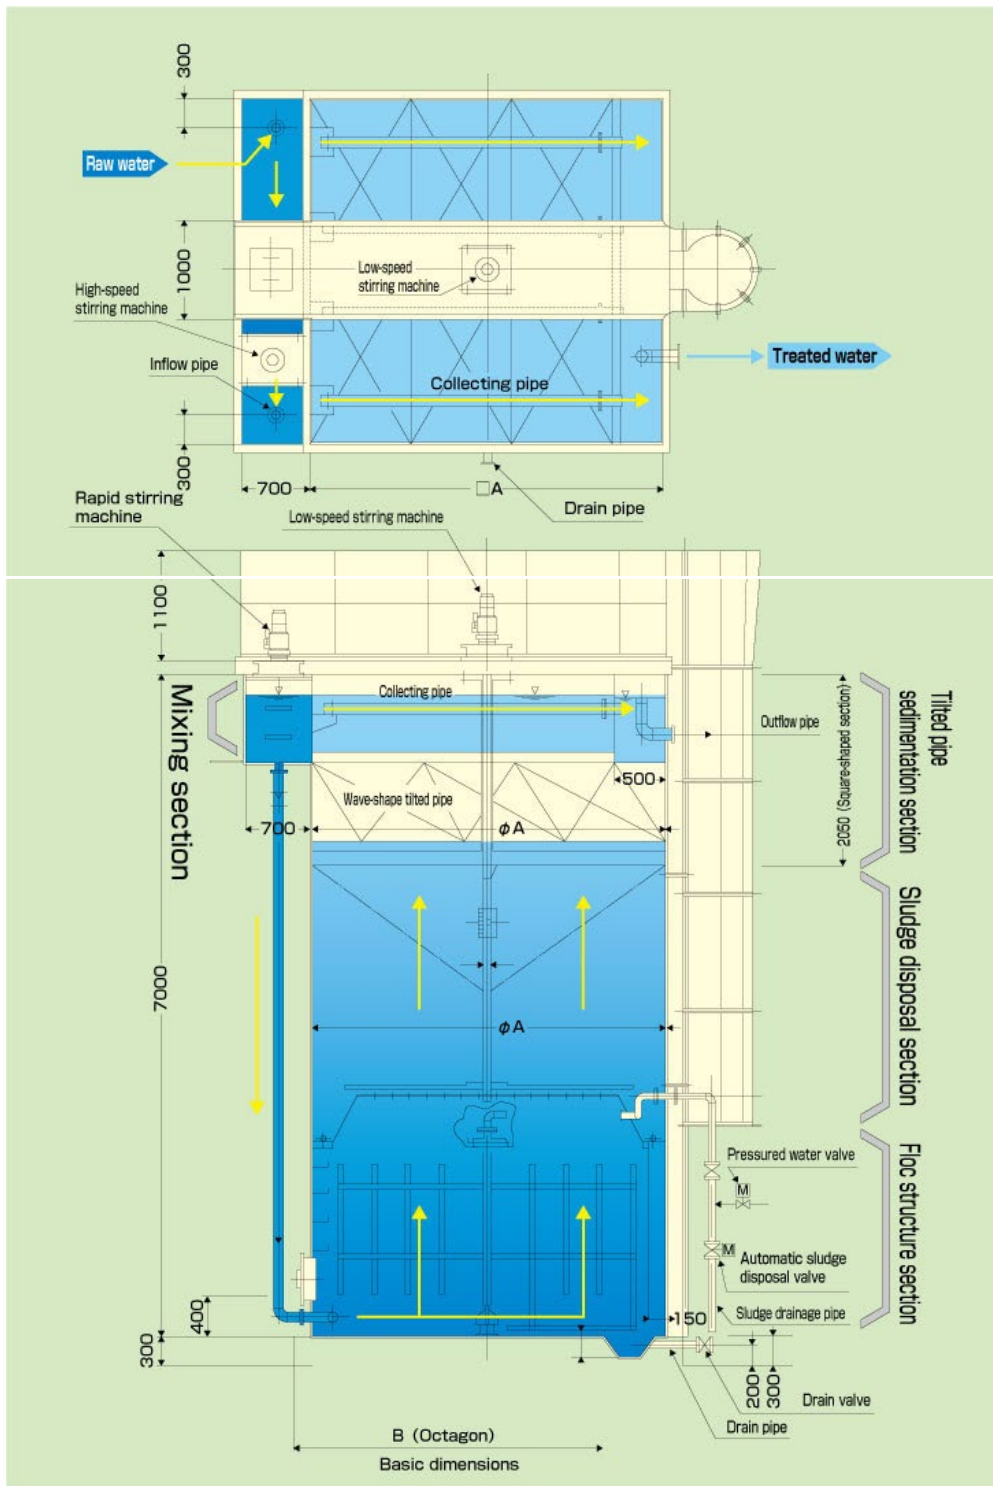 300
Raw water
1000
Low-speed
stirring machine
High-speed
stirring machine
Inflow pipe
Treated water
Collecting pipe
300
700
□A
Drain pipe
Rapid stirring
machine
Low-speed stirring machine
1100
Mixing section
Collecting pipe
Outflow pipe
Tilted pipe
sedimentation section
2050 (Square-shaped section)
500
Wave-shape tilted pipe
700
φA
Sludge disposal section
7000
φA
Floc structure section
Pressured water valve
M
M
Automatic sludge
disposal valve
Sludge drainage pipe
400
150
300
200
300
Drain valve
Drain pipe
B (Octagon)
Basic dimensions